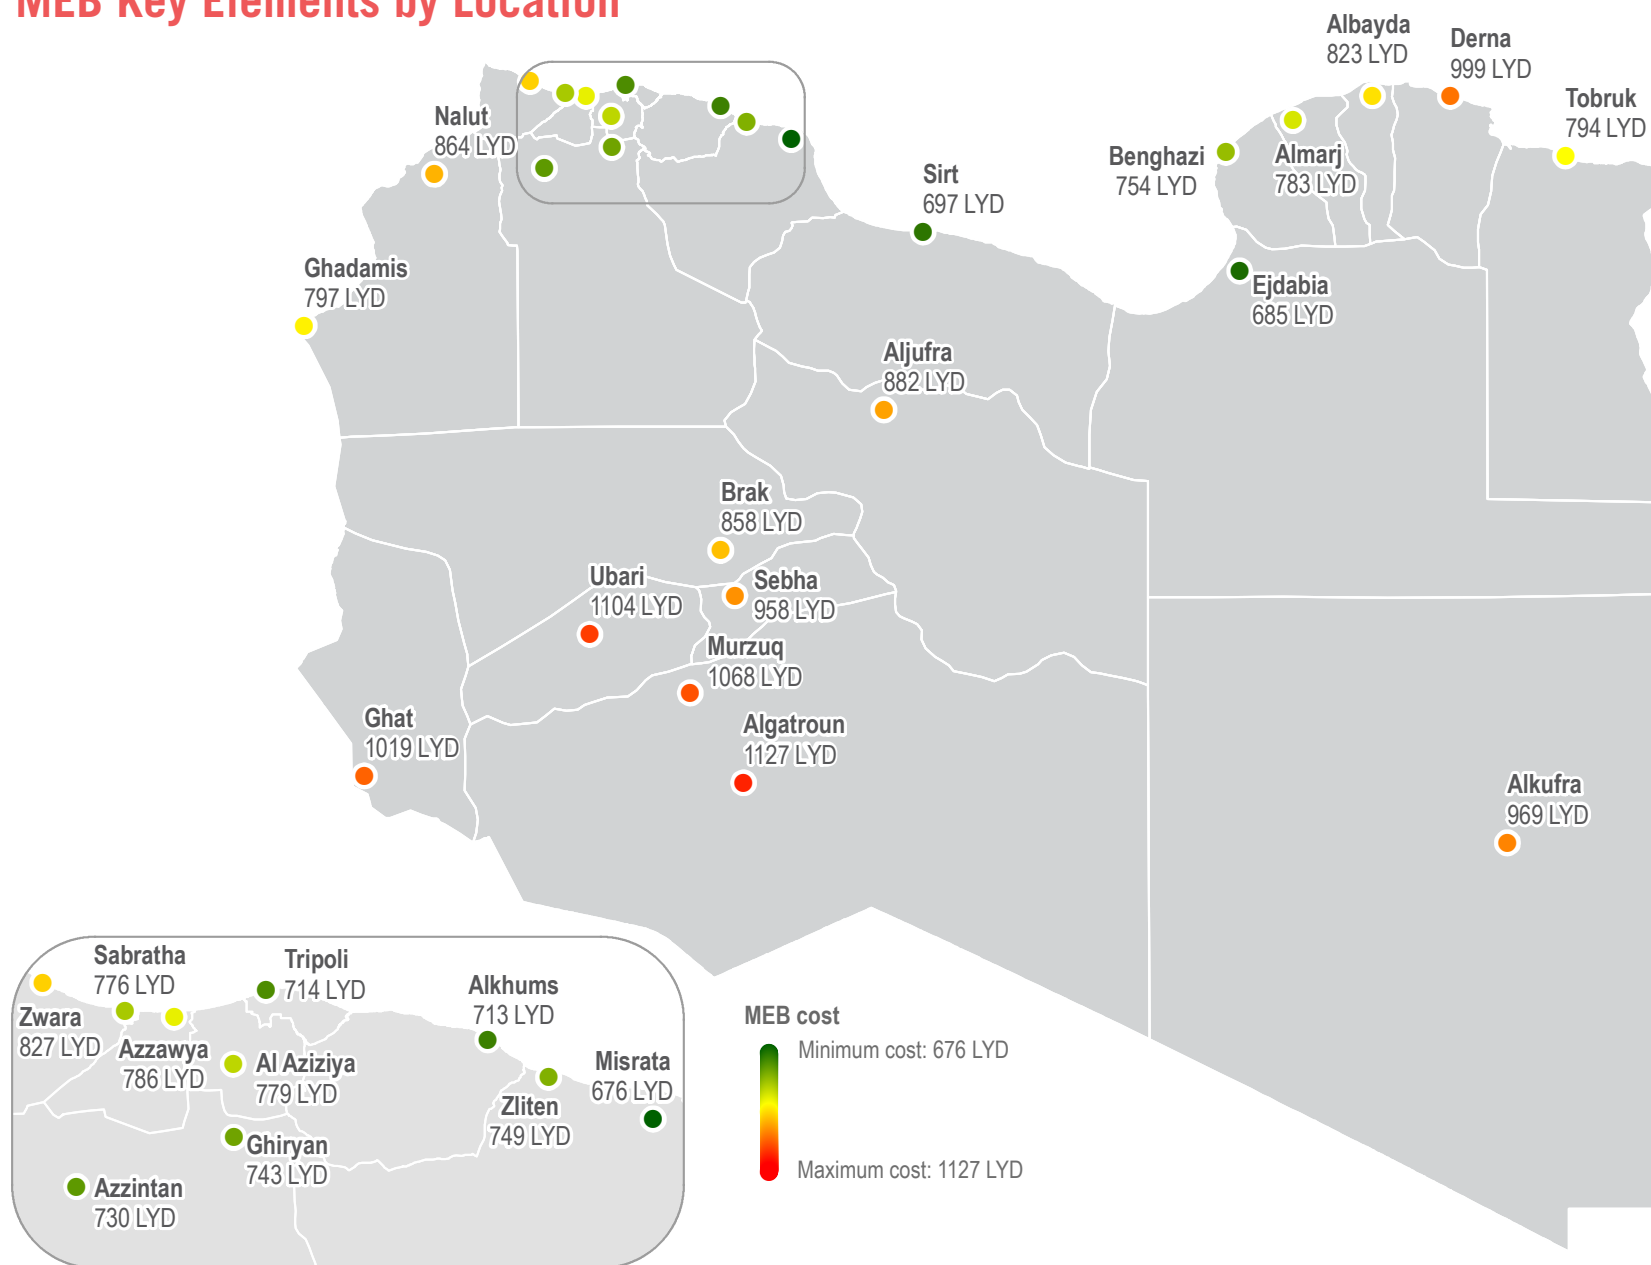 MEB Key Elements by Location
Albayda
823 LYD
Derna
999 LYD
Tobruk
794 LYD
Nalut
864 LYD
Benghazi
754 LYD
Almarj
783 LYD
Sirt
697 LYD
Ghadamis
797 LYD
Ejdabia
685 LYD
Aljufra
882 LYD
Brak
858 LYD
Ubari
1104 LYD
Sebha
958 LYD
Murzuq
1068 LYD
Ghat
1019 LYD
Algatroun
1127 LYD
Alkufra
969 LYD
Sabratha
776 LYD
Tripoli
714 LYD
Alkhums
713 LYD
Zwara
827 LYD
Azzawya
786 LYD
Al Aziziya
779 LYD
Misrata
676 LYD
Zliten
749 LYD
Ghiryan
743 LYD
Azzintan
730 LYD
MEB cost
Minimum cost: 676 LYD
Maximum cost: 1127 LYD